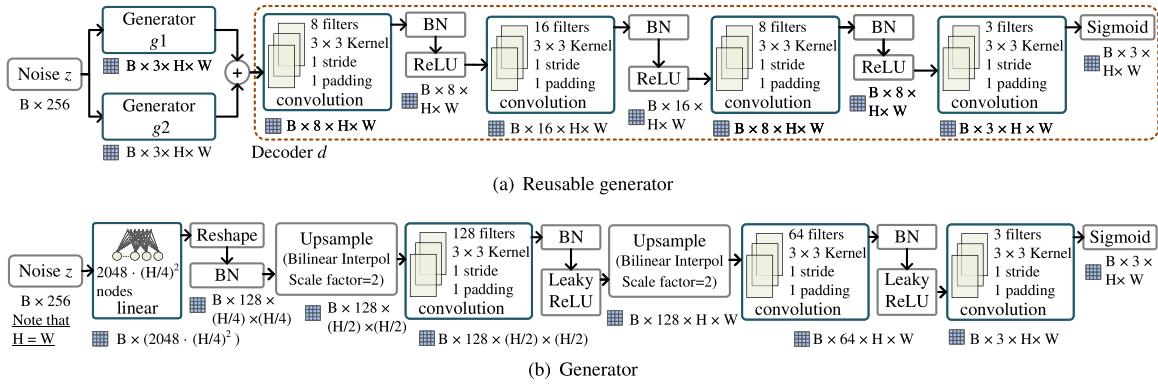 Noise z
B × 256
Generator
g1
B × 3× H× W
Generator
g2
B × 3× H× W
+
8 filters
3 × 3 Kernel
1 stride
1 padding
convolution
B × 8 × H× W
BN
ReLU
B × 8 ×
H× W
16 filters
3 × 3 Kernel
1 stride
1 padding
convolution
B × 16 × H× W
BN
ReLU
B × 16 ×
H× W
8 filters
3 × 3 Kernel
1 stride
1 padding
convolution
B × 8 × H× W
BN
ReLU
B × 8 ×
H× W
3 filters
3 × 3 Kernel
1 stride
1 padding
convolution
B × 3 × H × W
Sigmoid
B × 3 ×
H× W
Decoder d
(a) Reusable generator
Noise z
B × 256
Note that
H = W
2048 · (H/4)²
nodes
linear
B × (2048 · (H/4)² )
Reshape
BN
B × 128 ×
(H/4) ×(H/4)
Upsample
(Bilinear Interpol
Scale factor=2)
B × 128 ×
(H/2) ×(H/2)
128 filters
3 × 3 Kernel
1 stride
1 padding
convolution
B × 128 × (H/2) × (H/2)
BN
Leaky
ReLU
Upsample
(Bilinear Interpol
Scale factor=2)
B × 128 × H × W
64 filters
3 × 3 Kernel
1 stride
1 padding
convolution
B × 64 × H × W
BN
Leaky
ReLU
3 filters
3 × 3 Kernel
1 stride
1 padding
convolution
B × 3 × H× W
Sigmoid
B × 3 ×
H× W
(b) Generator